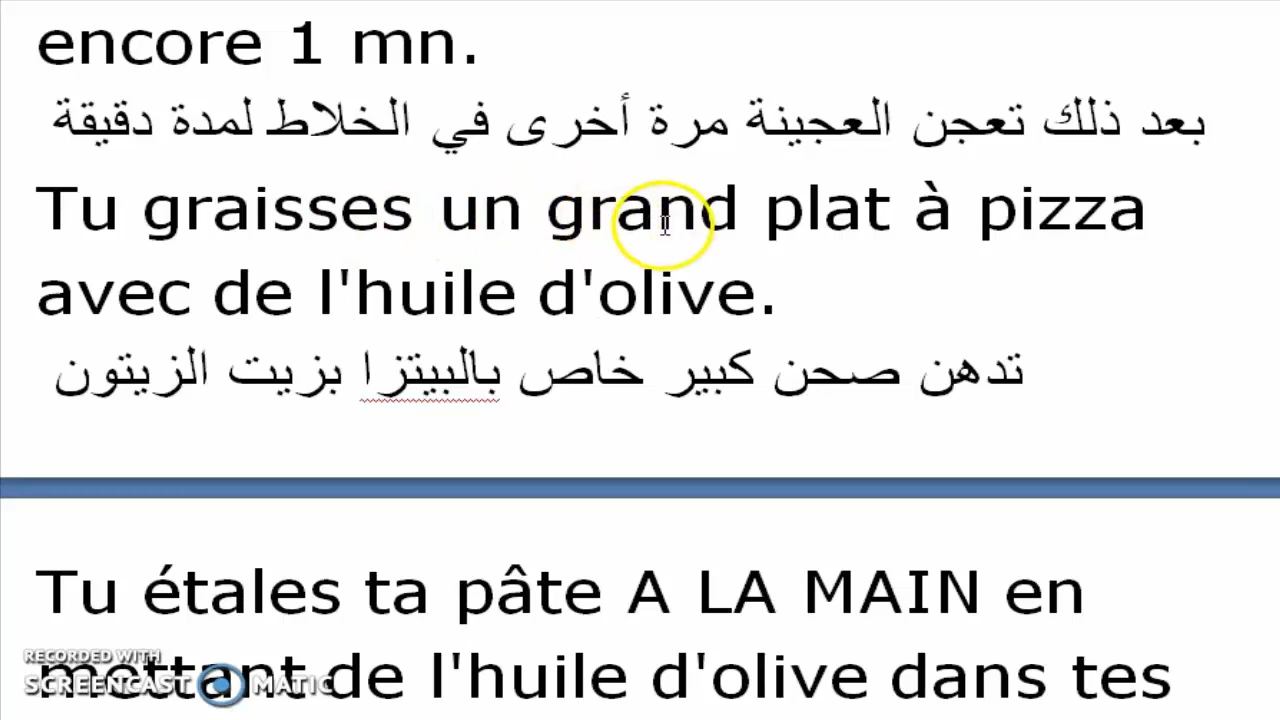 encore 1 mn.
بعد ذلك تعجن العجينة مرة أخرى في الخلاط لمدة دقيقة
Tu graisses un grand plat à pizza
avec de l'huile d'olive.
تدهن صحن كبير خاص بالبيتزا بزيت الزيتون
Tu étales ta pâte A LA MAIN en
mettant de l'huile d'olive dans tes
RECORDED WITH
SCREENCAST MATIC